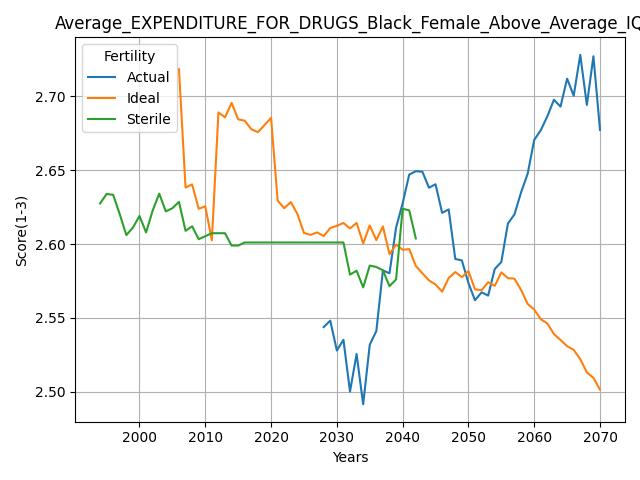 Average_EXPENDITURE_FOR_DRUGS_Black_Female_Above_Average_IQ
Fertility
Actual
Ideal
Sterile
Score(1-3)
2.70
2.65
2.60
2.55
2.50
2000 2010 2020 2030 2040 2050 2060 2070
Years